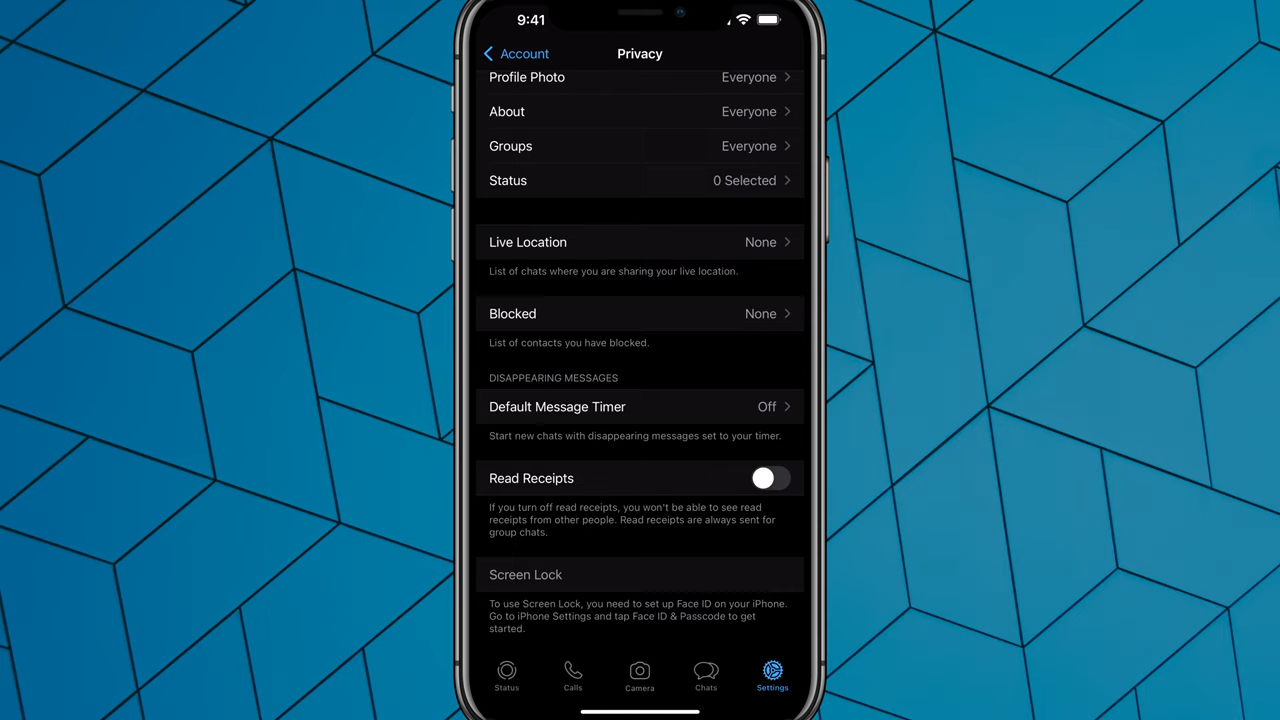 9:41
Account
Privacy
Profile Photo Everyone
About Everyone
Groups Everyone
Status 0 Selected
Live Location None
List of chats where you are sharing your live location.
Blocked None
List of contacts you have blocked.
DISAPPEARING MESSAGES
Default Message Timer Off
Start new chats with disappearing messages set to your timer.
Read Receipts
If you turn off read receipts, you won't be able to see read
receipts from other people. Read receipts are always sent for
group chats.
Screen Lock
To use Screen Lock, you need to set up Face ID on your iPhone.
Go to iPhone Settings and tap Face ID & Passcode to get
started.
Status Calls Camera Chats Settings